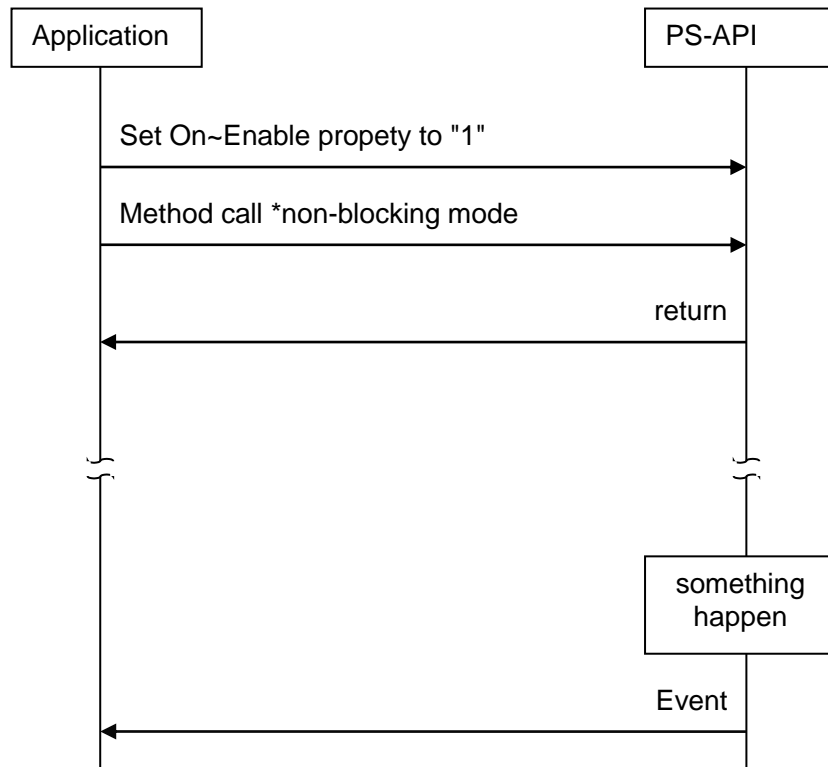 Application
PS-API
Set On~Enable propety to "1"
Method call *non-blocking mode
return
something
happen
Event